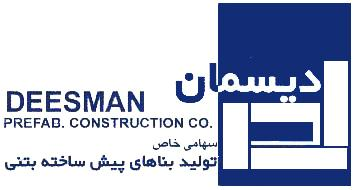 دیسمان
DEESMAN
PREFAB. CONSTRUCTION CO.
سهامی خاص
تولید بناهای پیش ساخته بتنی